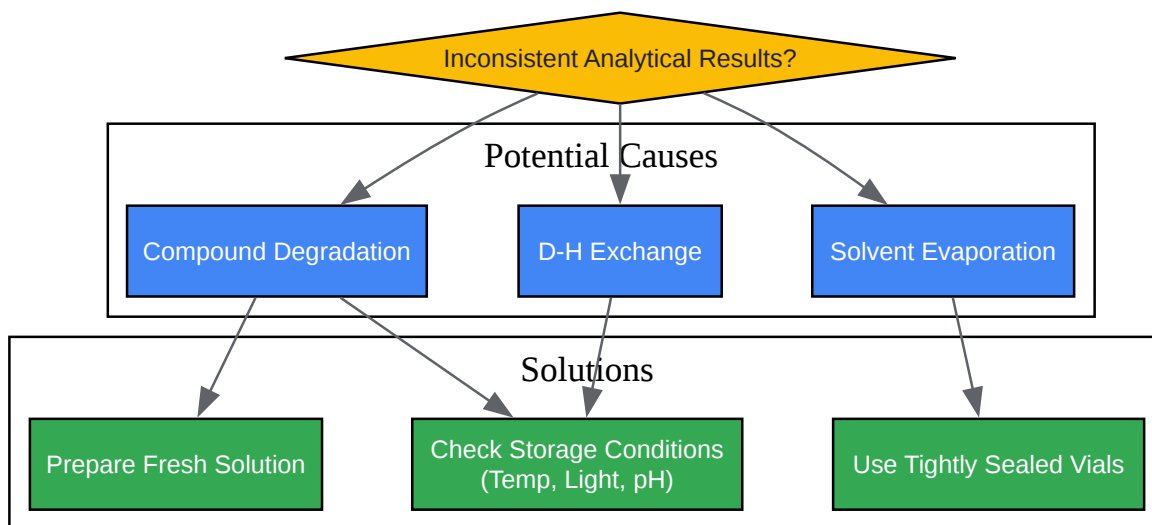 Inconsistent Analytical Results?
Potential Causes
Compound Degradation
D-H Exchange
Solvent Evaporation
Solutions
Prepare Fresh Solution
Check Storage Conditions
(Temp, Light, pH)
Use Tightly Sealed Vials